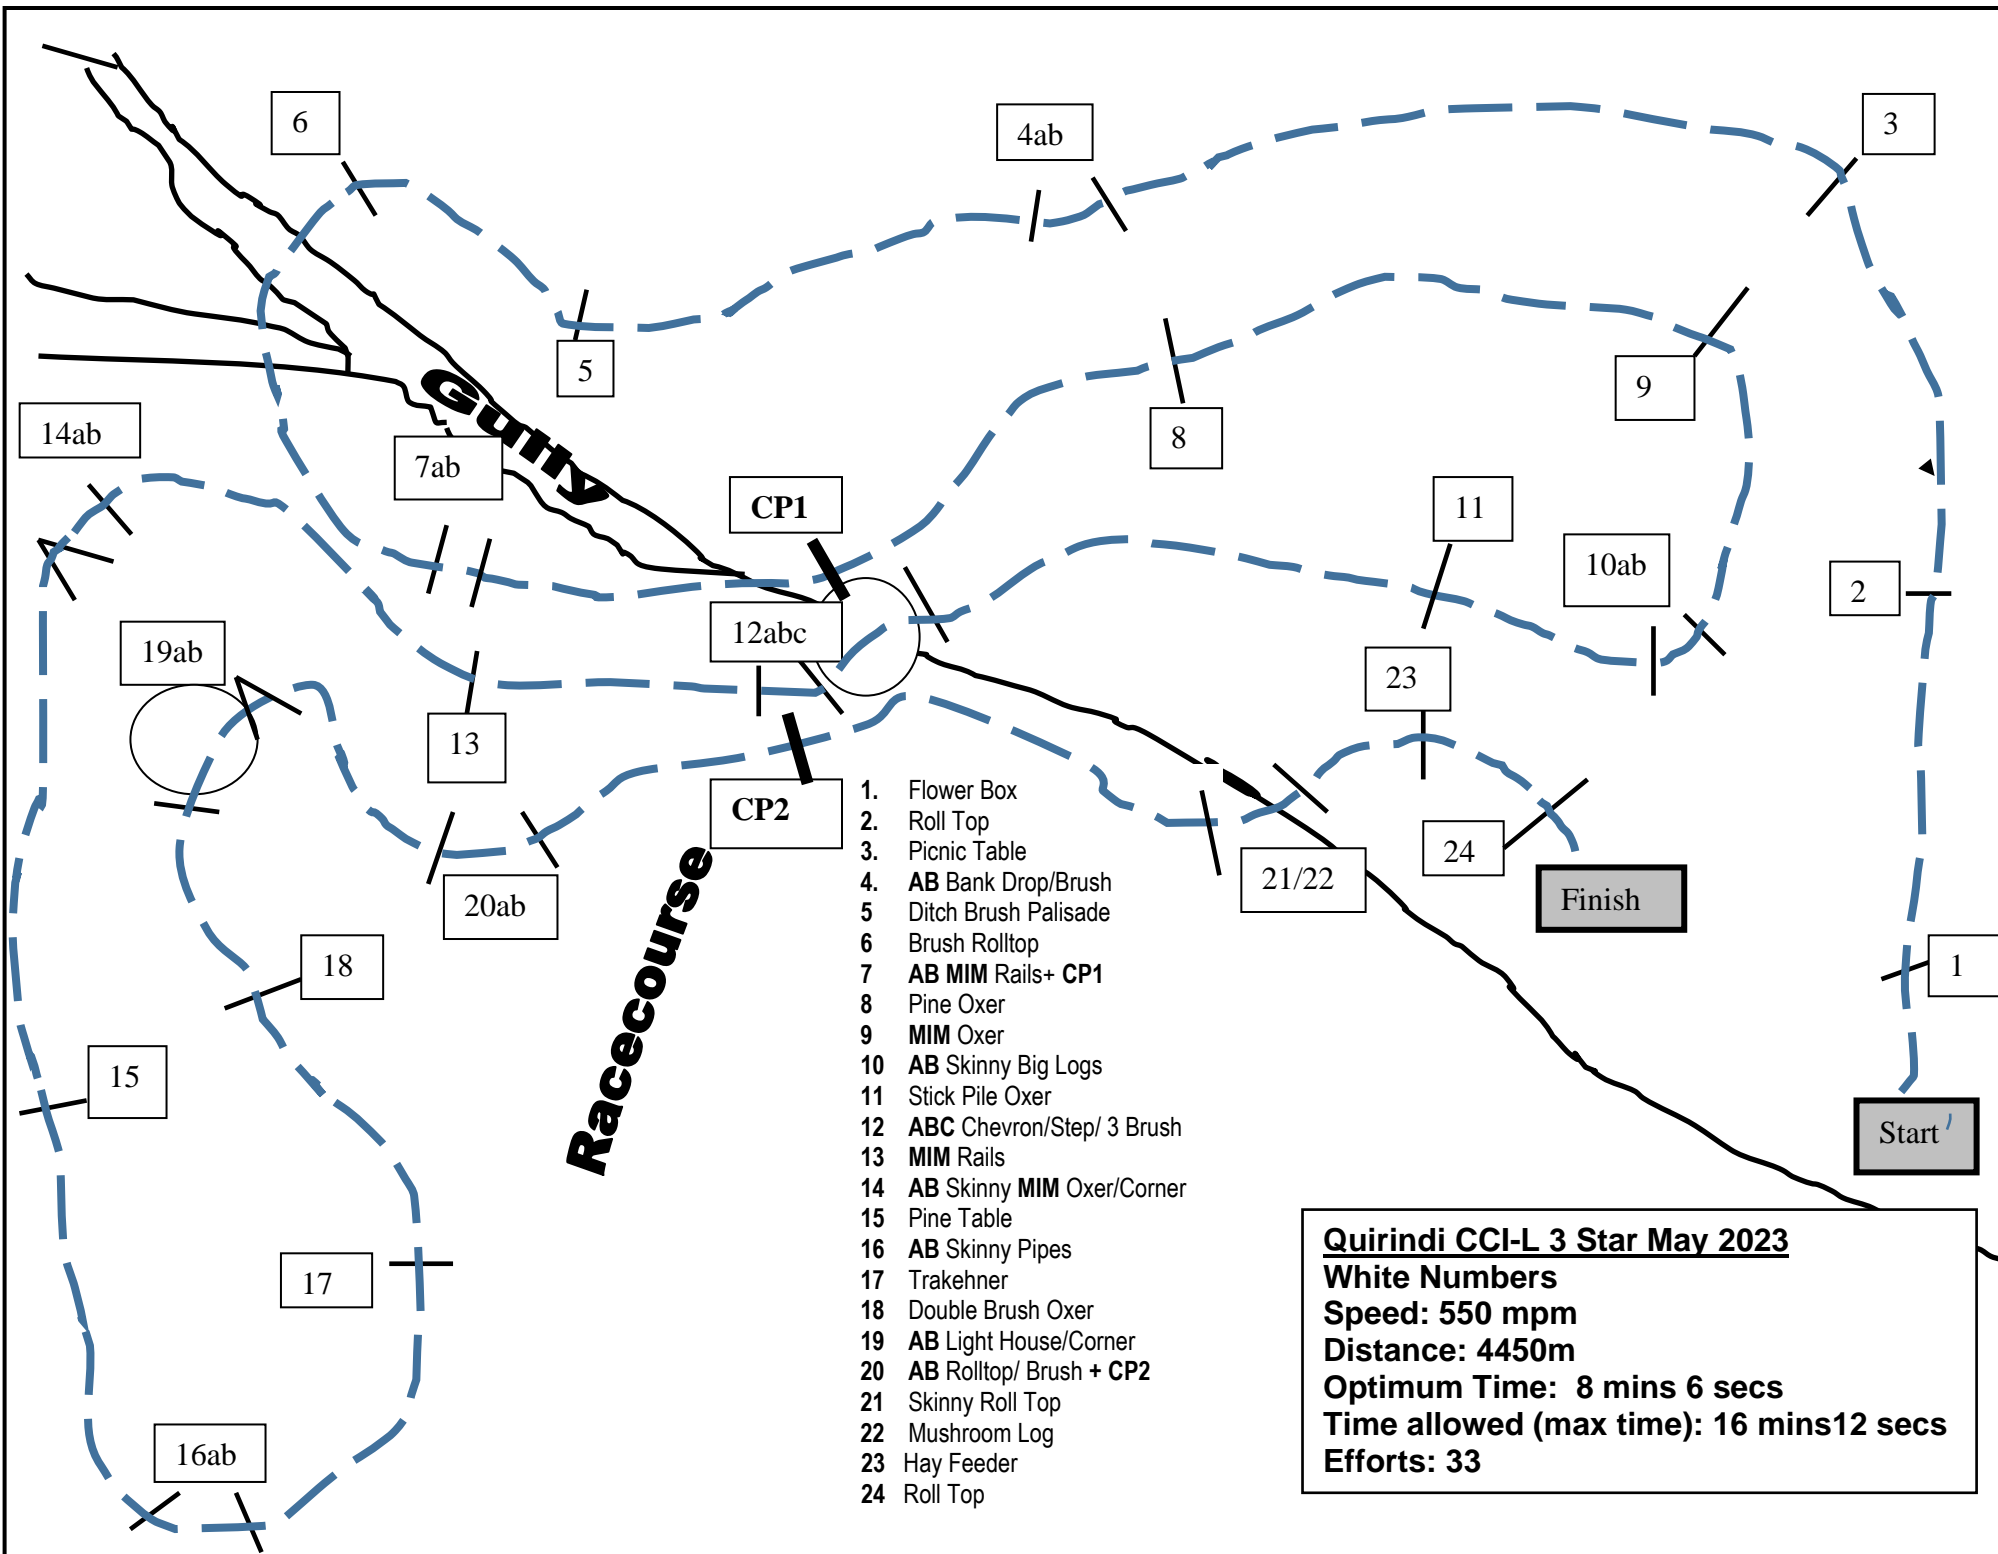 6
4ab
3
5
9
14ab
7ab
Gully
8
CP1
11
10ab
2
12abc
19ab
23
13
CP2
24
21/22
Finish
20ab
Racecourse
18
1
15
Start
17
16ab
1. Flower Box
2. Roll Top
3. Picnic Table
4. AB Bank Drop/Brush
5 Ditch Brush Palisade
6 Brush Rolltop
7 AB MIM Rails+ CP1
8 Pine Oxer
9 MIM Oxer
10 AB Skinny Big Logs
11 Stick Pile Oxer
12 ABC Chevron/Step/ 3 Brush
13 MIM Rails
14 AB Skinny MIM Oxer/Corner
15 Pine Table
16 AB Skinny Pipes
17 Trakehner
18 Double Brush Oxer
19 AB Light House/Corner
20 AB Rolltop/ Brush + CP2
21 Skinny Roll Top
22 Mushroom Log
23 Hay Feeder
24 Roll Top
Quirindi CCI-L 3 Star May 2023
White Numbers
Speed: 550 mpm
Distance: 4450m
Optimum Time: 8 mins 6 secs
Time allowed (max time): 16 mins12 secs
Efforts: 33